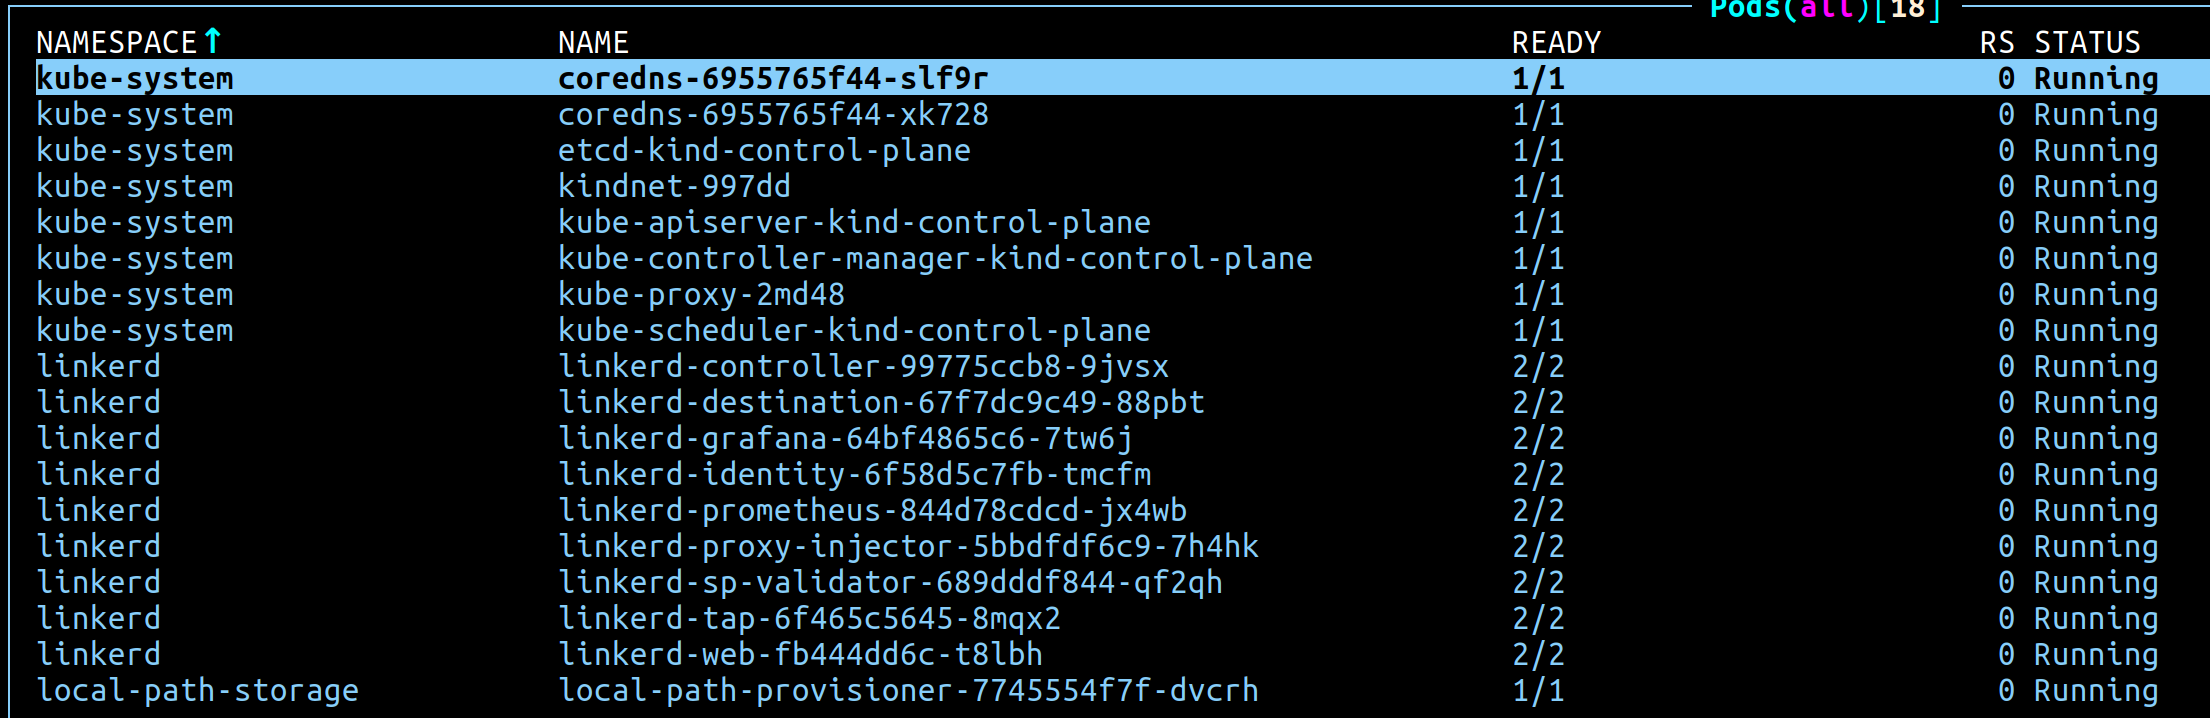 Pods(all)[18]
NAMESPACE↑ NAME READY RS STATUS
kube-system coredns-6955765f44-slf9r 1/1 0 Running
kube-system coredns-6955765f44-xk728 1/1 0 Running
kube-system etcd-kind-control-plane 1/1 0 Running
kube-system kindnet-997dd 1/1 0 Running
kube-system kube-apiserver-kind-control-plane 1/1 0 Running
kube-system kube-controller-manager-kind-control-plane 1/1 0 Running
kube-system kube-proxy-2md48 1/1 0 Running
kube-system kube-scheduler-kind-control-plane 1/1 0 Running
linkerd linkerd-controller-99775ccb8-9jvsx 2/2 0 Running
linkerd linkerd-destination-67f7dc9c49-88pbt 2/2 0 Running
linkerd linkerd-grafana-64bf4865c6-7tw6j 2/2 0 Running
linkerd linkerd-identity-6f58d5c7fb-tmcfm 2/2 0 Running
linkerd linkerd-prometheus-844d78cdcd-jx4wb 2/2 0 Running
linkerd linkerd-proxy-injector-5bbdfdf6c9-7h4hk 2/2 0 Running
linkerd linkerd-sp-validator-689dddf844-qf2qh 2/2 0 Running
linkerd linkerd-tap-6f465c5645-8mqx2 2/2 0 Running
linkerd linkerd-web-fb444dd6c-t8lbh 2/2 0 Running
local-path-storage local-path-provisioner-7745554f7f-dvcrh 1/1 0 Running